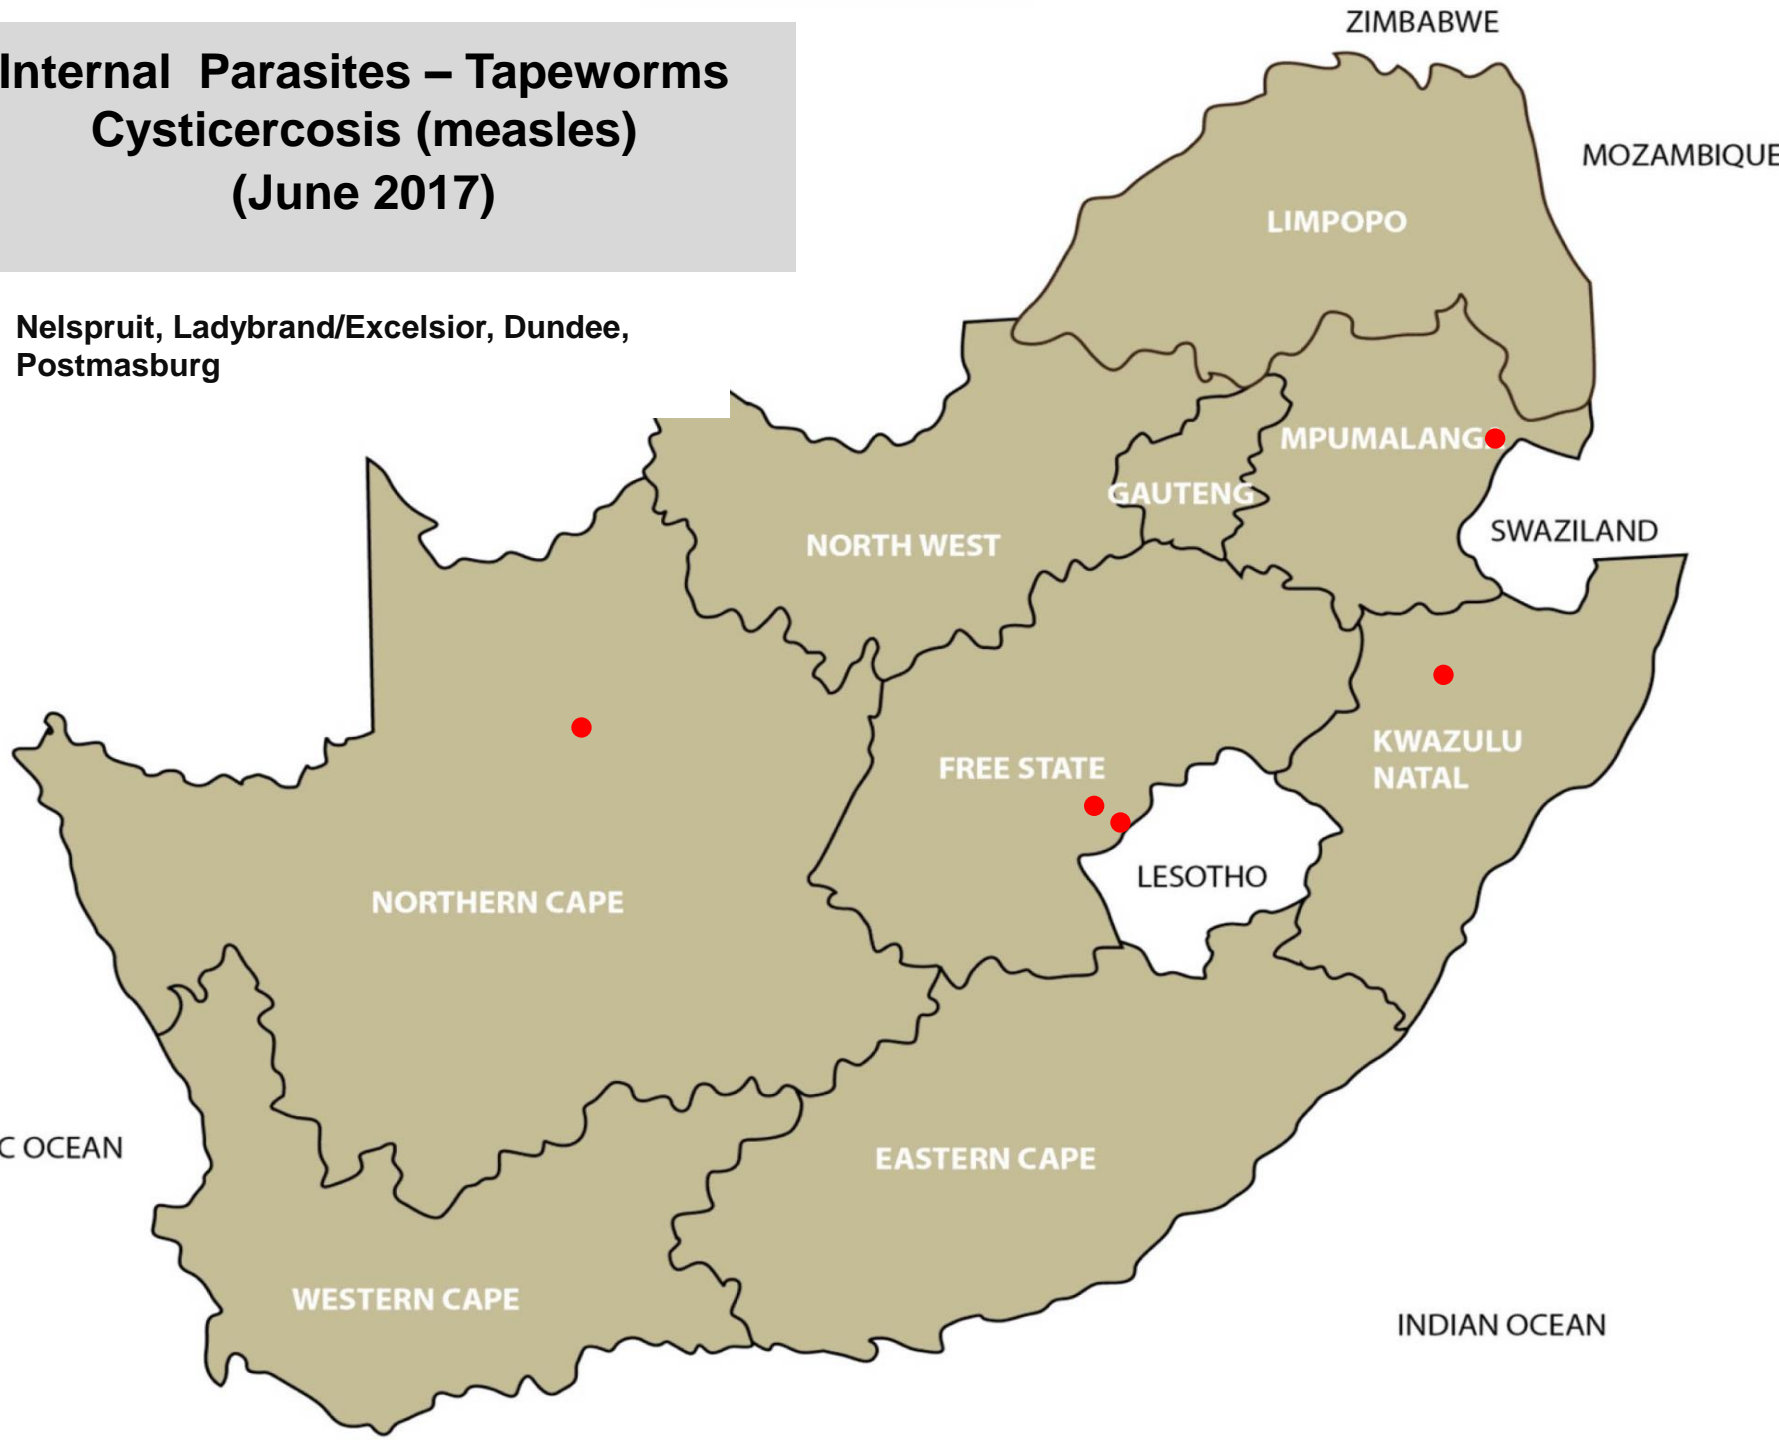 ZIMBABWE
Internal Parasites – Tapeworms
Cysticercosis (measles)
(June 2017)
MOZAMBIQUE
LIMPOPO
Nelspruit, Ladybrand/Excelsior, Dundee,
Postmasburg
MPUMALANG
GAUTENG
SWAZILAND
NORTH WEST
KWAZULU
NATAL
FREE STATE
LESOTHO
NORTHERN CAPE
C OCEAN
EASTERN CAPE
WESTERN CAPE
INDIAN OCEAN